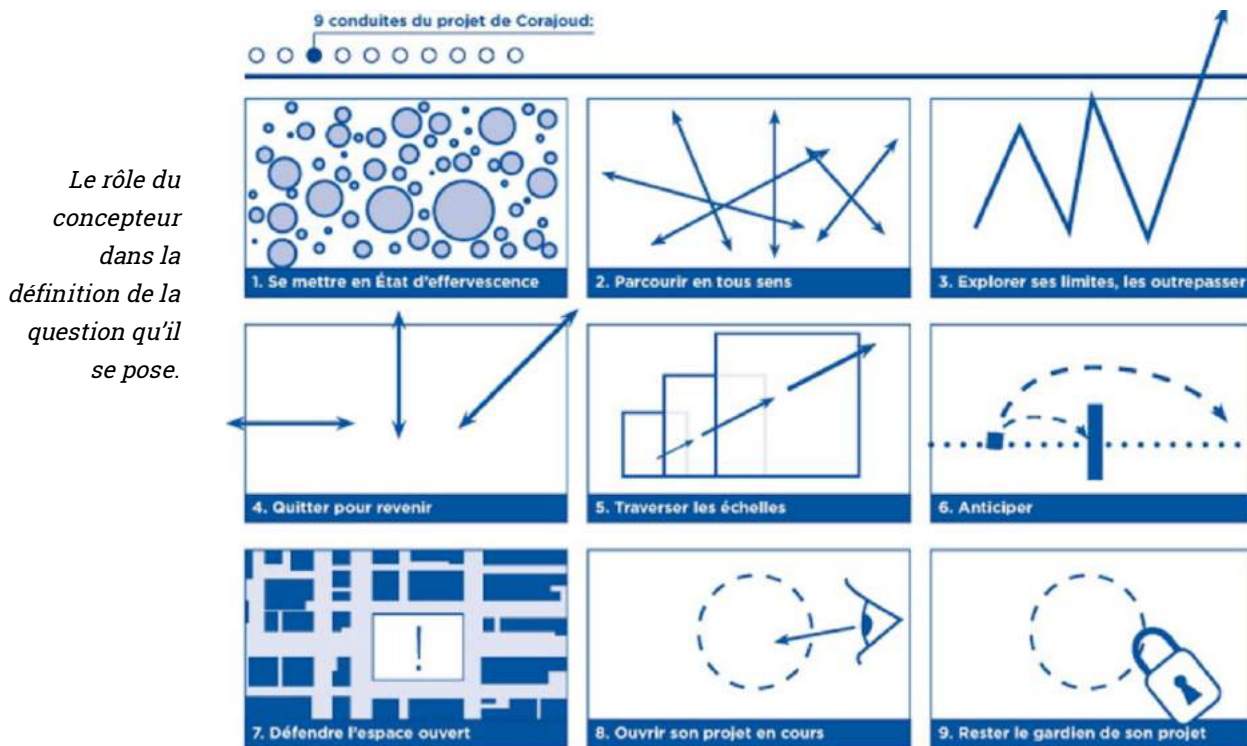 9 conduites du projet de Corajoud:
Le rôle du
concepteur
dans la
définition de la
question qu'il
se pose.
1. Se mettre en État d'effervescence
2. Parcourir en tous sens
3. Explorer ses limites, les outrepasser
4. Quitter pour revenir
5. Traverser les échelles
6. Anticiper
!
7. Défendre l'espace ouvert
8. Ouvrir son projet en cours
9. Rester le gardien de son projet